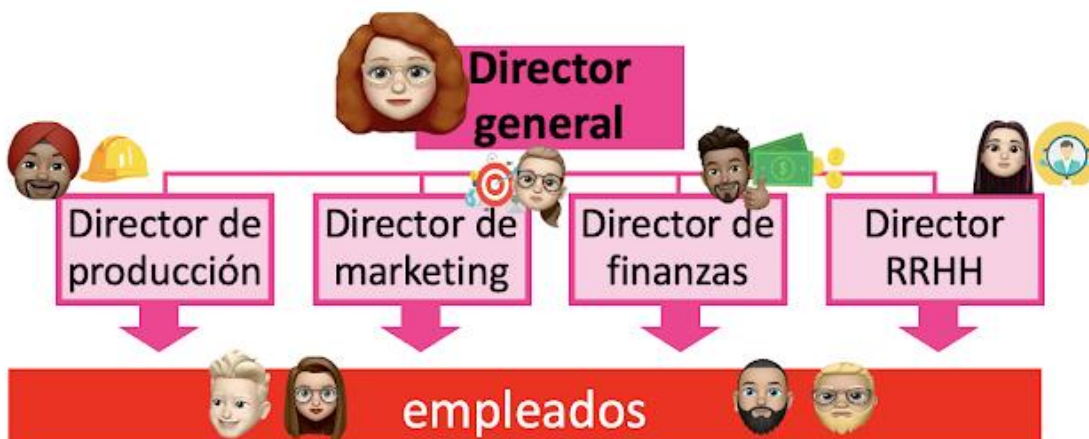 Director
general
Director de
producción
Director de
marketing
Director de
finanzas
Director
RRHH
empleados